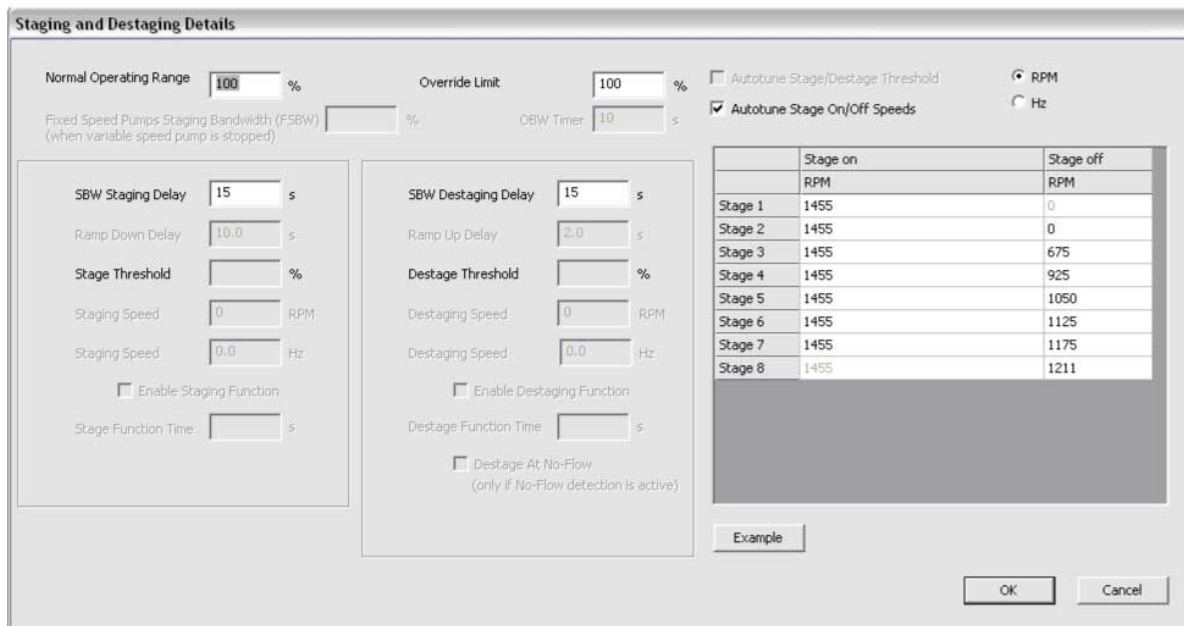 Staging and Destaging Details
Normal Operating Range 100 %
Override Limit 100 %
Autotune Stage/Destage Threshold
RPM
Fixed Speed Pumps Staging Bandwidth (FSBW) %
(when variable speed pump is stopped)
OBW Timer 10 s
Autotune Stage On/Off Speeds
Hz
SBW Staging Delay 15 s
Ramp Down Delay 10.0 s
Stage Threshold %
Staging Speed 0 RPM
Staging Speed 0.0 Hz
Enable Staging Function
Stage Function Time s
SBW Destaging Delay 15 s
Ramp Up Delay 2.0 s
Destage Threshold %
Destaging Speed 0 RPM
Destaging Speed 0.0 Hz
Enable Destaging Function
Destage Function Time s
Destage At No-Flow
(only if No-Flow detection is active)
Stage on Stage off
RPM RPM
Stage 1 1455 0
Stage 2 1455 0
Stage 3 1455 675
Stage 4 1455 925
Stage 5 1455 1050
Stage 6 1455 1125
Stage 7 1455 1175
Stage 8 1455 1211
Example
OK Cancel